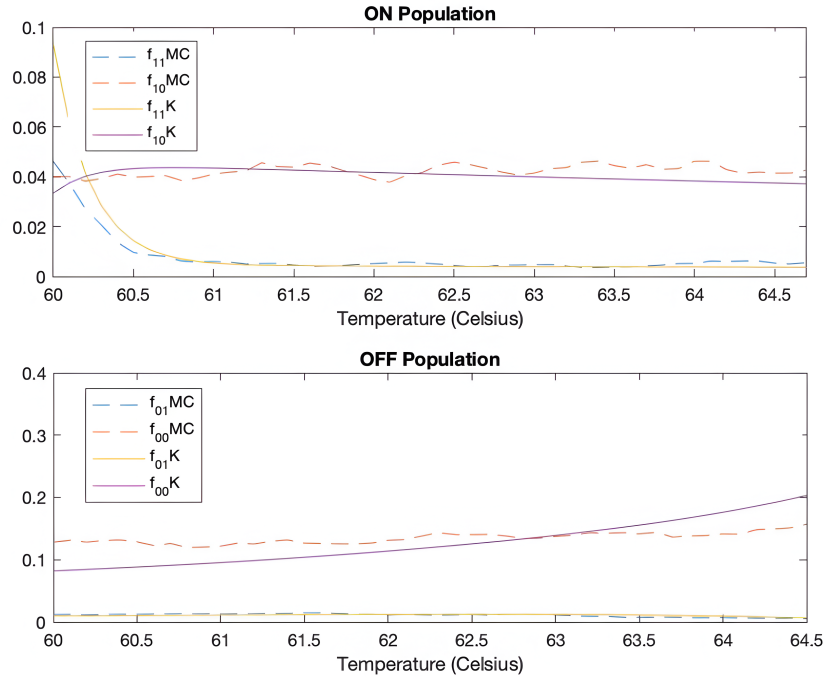 ON Population
0.1
0.08
0.06
0.04
0.02
0
f11MC
f10MC
f11K
f10K
60 60.5 61 61.5 62 62.5 63 63.5 64 64.5
Temperature (Celsius)
OFF Population
0.4
0.3
0.2
0.1
0
f01MC
f00MC
f01K
f00K
60 60.5 61 61.5 62 62.5 63 63.5 64 64.5
Temperature (Celsius)